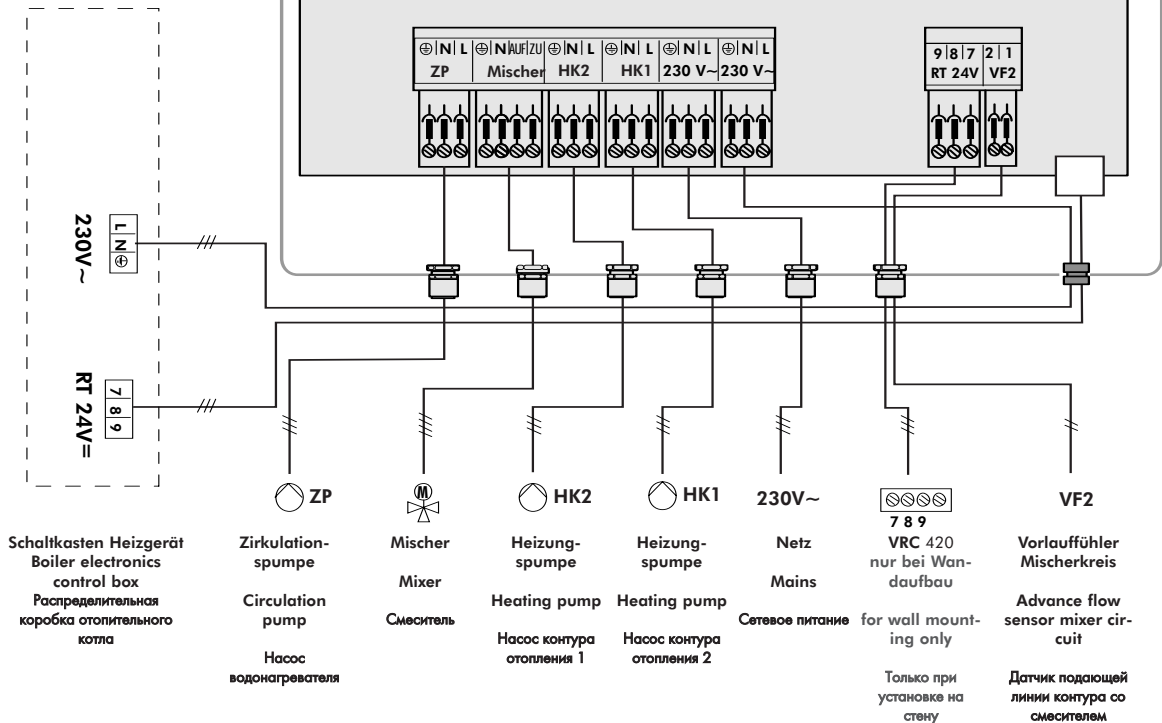 ⏚ N L ⏚ N AUF ZU ⏚ N L ⏚ N L ⏚ N L ⏚ N L
ZP Mischer HK2 HK1 230 V~ 230 V~
9 8 7 2 1
RT 24V VF2
230V~
L N ⏚
RT 24V=
7 8 9
ZP
M
HK2
HK1
230V~
7 8 9
VF2
Schaltkasten Heizgerät
Boiler electronics
control box
Распределительная
коробка отопительного
котла
Zirkulation-
spumpe
Circulation
pump
Насос
водонагревателя
Mischer
Mixer
Смеситель
Heizung-
spumpe
Heating pump
Насос контура
отопления 1
Heizung-
spumpe
Heating pump
Насос контура
отопления 2
Netz
Mains
Сетевое питание
VRC 420
nur bei Wan-
daufbau
for wall mount-
ing only
Только при
установке на
стену
Vorlauffühler
Mischerkreis
Advance flow
sensor mixer cir-
cuit
Датчик подающей
линии контура со
смесителем